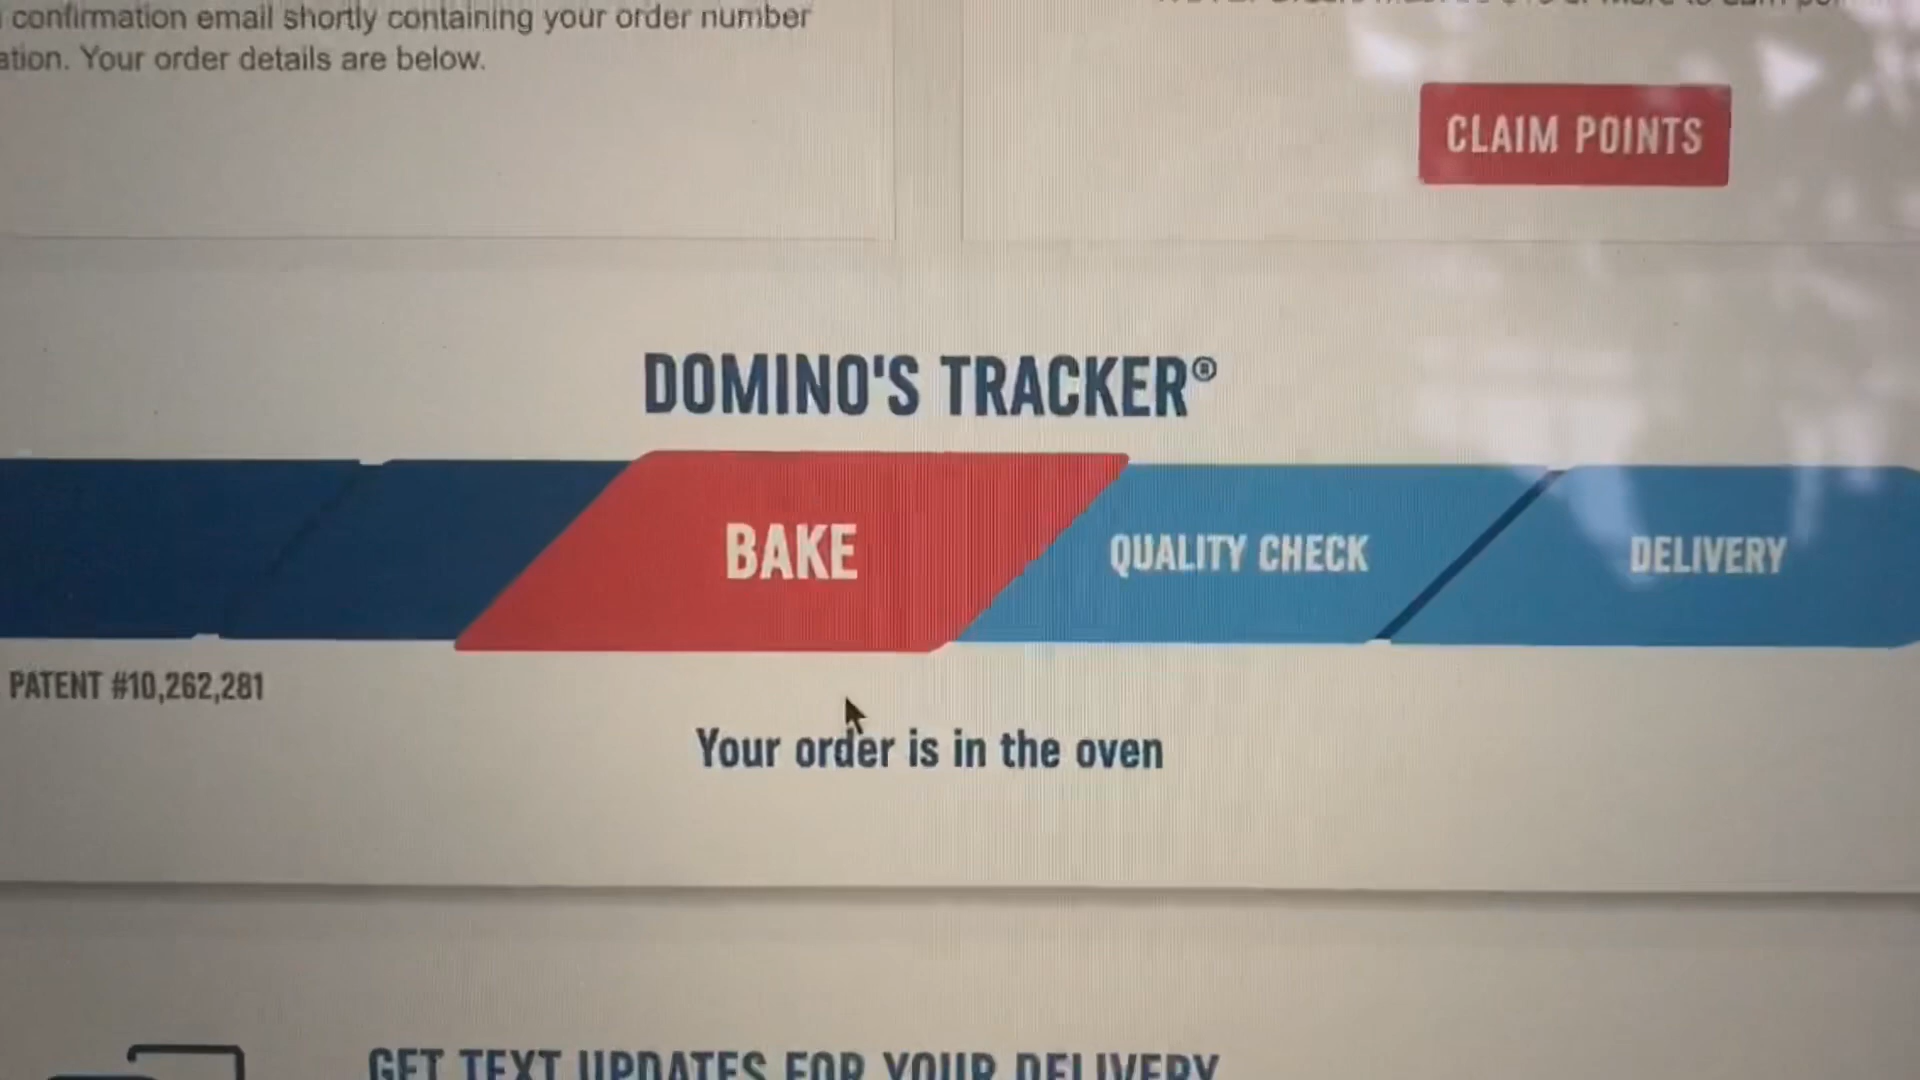 confirmation email shortly containing your order number
ation. Your order details are below.
CLAIM POINTS
DOMINO'S TRACKER®
BAKE
QUALITY CHECK
DELIVERY
PATENT #10,262,281
Your order is in the oven
GET TEXT UPDATES FOR YOUR DELIVERY